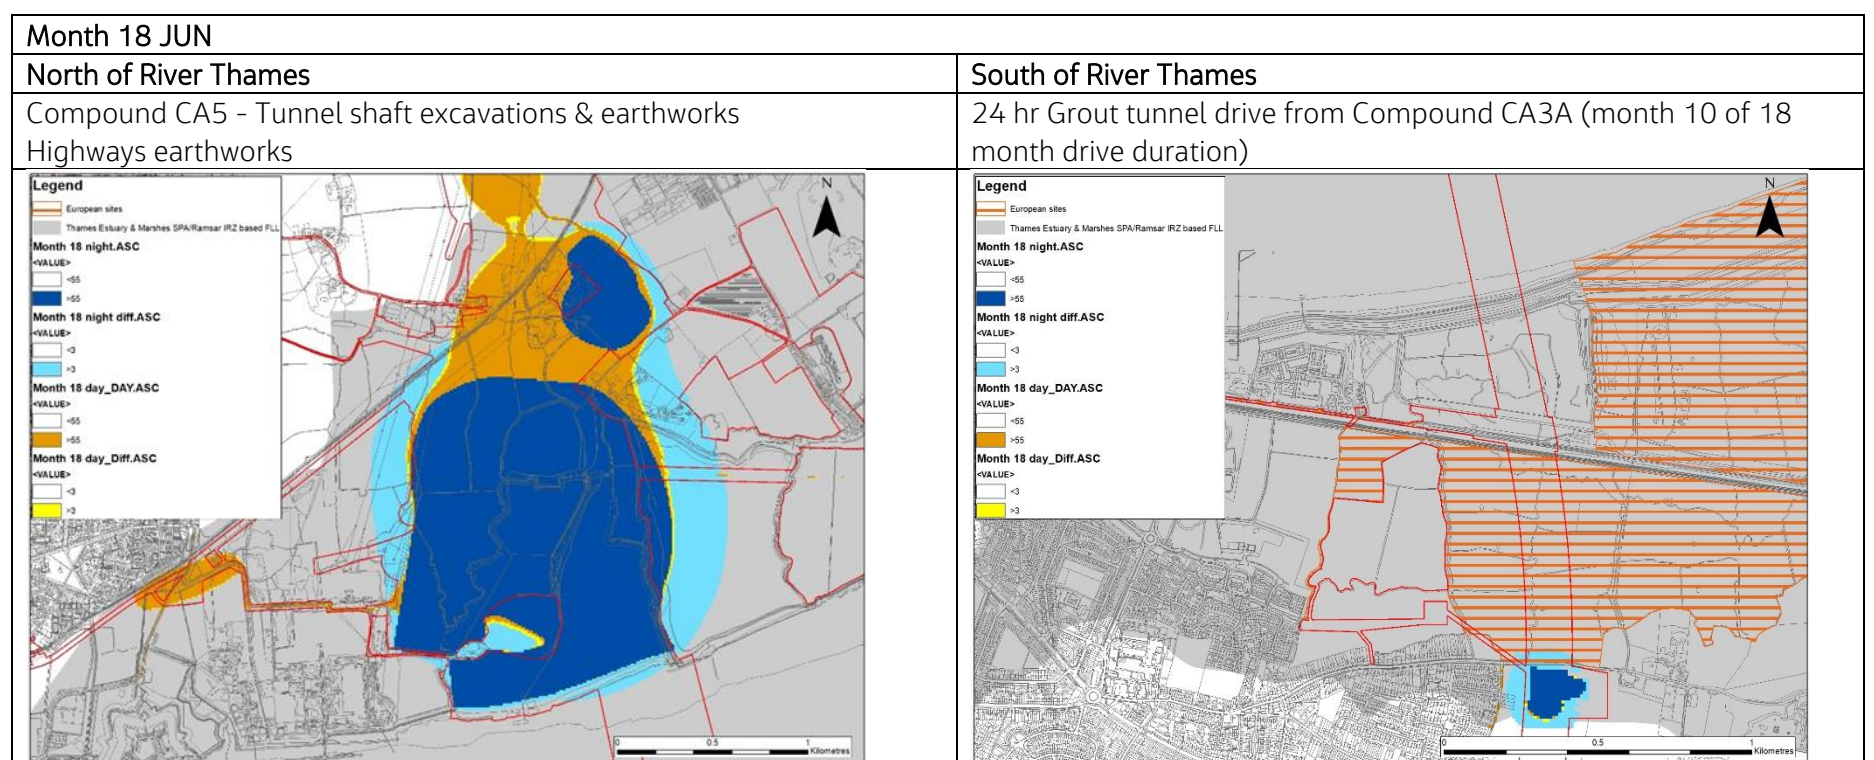 Month 18 JUN
North of River Thames
South of River Thames
Compound CA5 - Tunnel shaft excavations & earthworks
Highways earthworks
24 hr Grout tunnel drive from Compound CA3A (month 10 of 18
month drive duration)
Legend
European sites
Thames Estuary & Marshes SPA/Ramsar IRZ based FLL
Month 18 night.ASC
<VALUE>
<55
>55
Month 18 night diff.ASC
<VALUE>
<3
>3
Month 18 day_DAY.ASC
<VALUE>
<55
>55
Month 18 day_Diff.ASC
<VALUE>
<3
>3
N
0 0.5 1
Kilometres
Legend
European sites
Thames Estuary & Marshes SPA/Ramsar IRZ based FLL
Month 18 night.ASC
<VALUE>
<55
>55
Month 18 night diff.ASC
<VALUE>
<3
>3
Month 18 day_DAY.ASC
<VALUE>
<55
>55
Month 18 day_Diff.ASC
<VALUE>
<3
>3
N
0 0.5 1
Kilometres